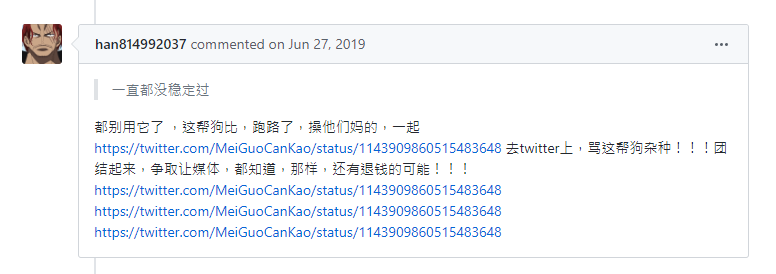 han814992037 commented on Jun 27, 2019
一直都没稳定过
都别用它了 ，这帮狗比，跑路了，操他们妈的，一起
https://twitter.com/MeiGuoCanKao/status/1143909860515483648 去twitter上，骂这帮狗杂种！！！团
结起来，争取让媒体，都知道，那样，还有退钱的可能！！！
https://twitter.com/MeiGuoCanKao/status/1143909860515483648
https://twitter.com/MeiGuoCanKao/status/1143909860515483648
https://twitter.com/MeiGuoCanKao/status/1143909860515483648